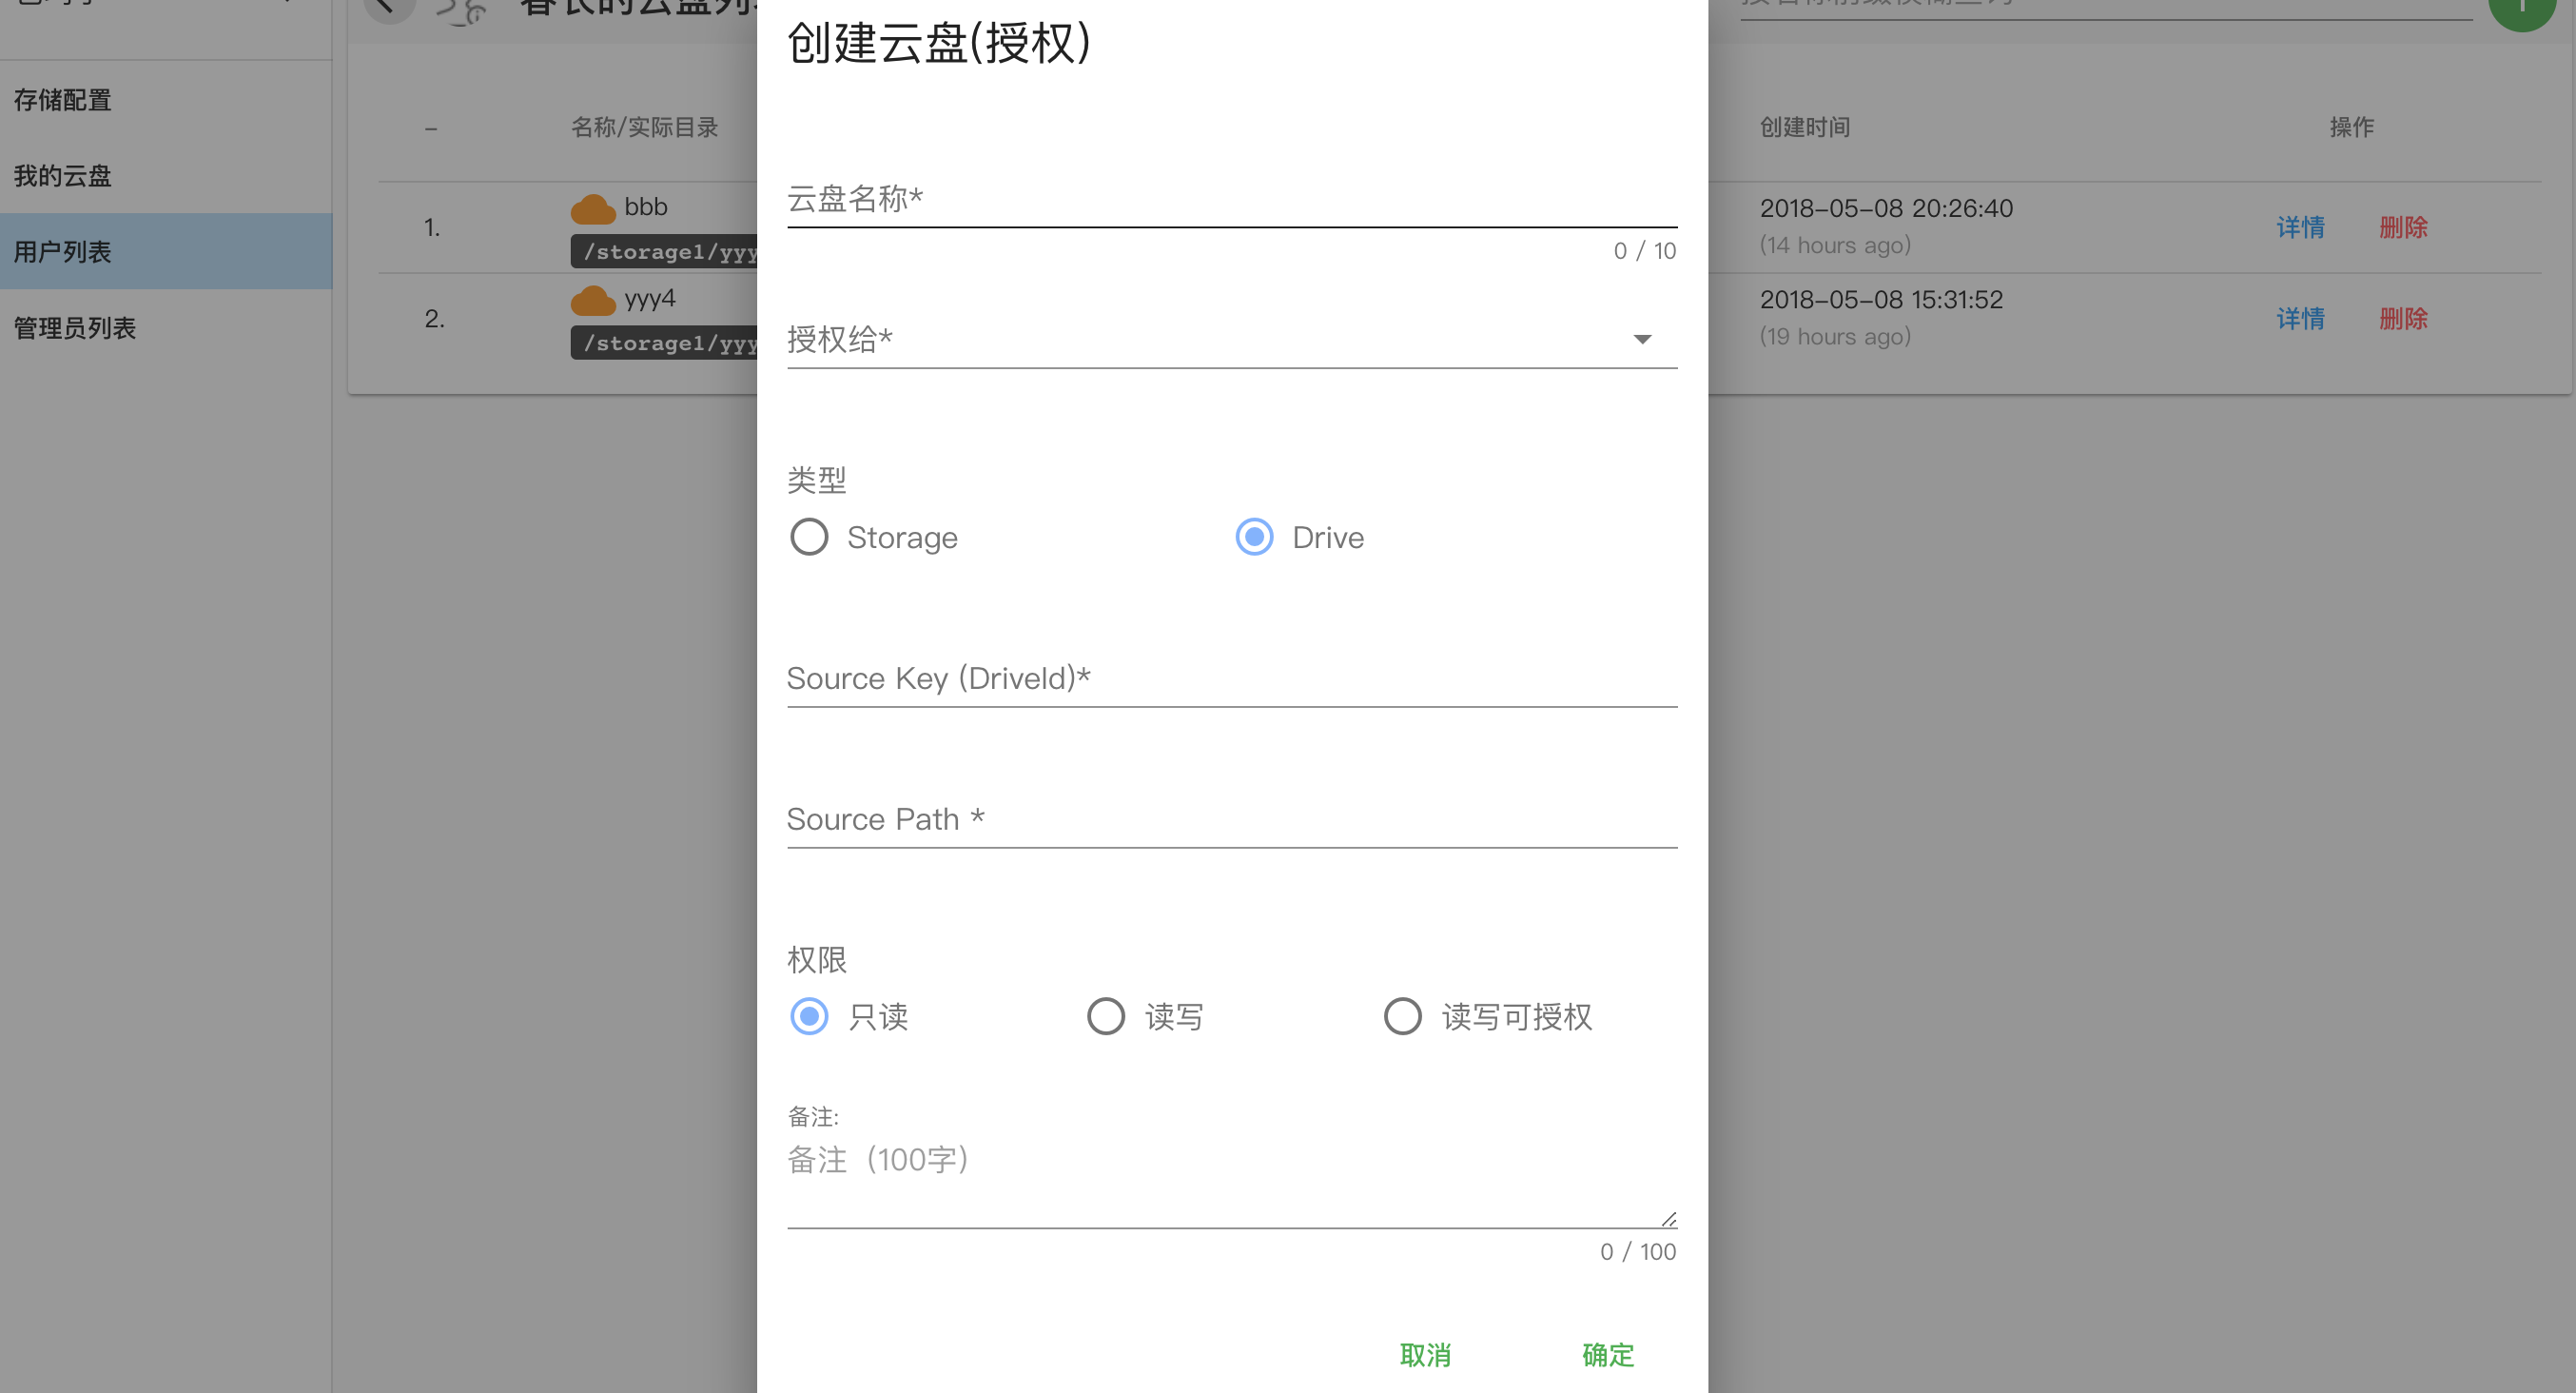 存储配置
我的云盘
用户列表
管理员列表
– 名称/实际目录 创建时间 操作
1. bbb 2018–05–08 20:26:40 详情 删除
/storage1/yyy (14 hours ago)
2. yyy4 2018–05–08 15:31:52 详情 删除
/storage1/yyy (19 hours ago)
创建云盘(授权)
云盘名称*
0 / 10
授权给*
类型
Storage Drive
Source Key (DriveId)*
Source Path *
权限
只读 读写 读写可授权
备注:
备注（100字）
0 / 100
取消 确定